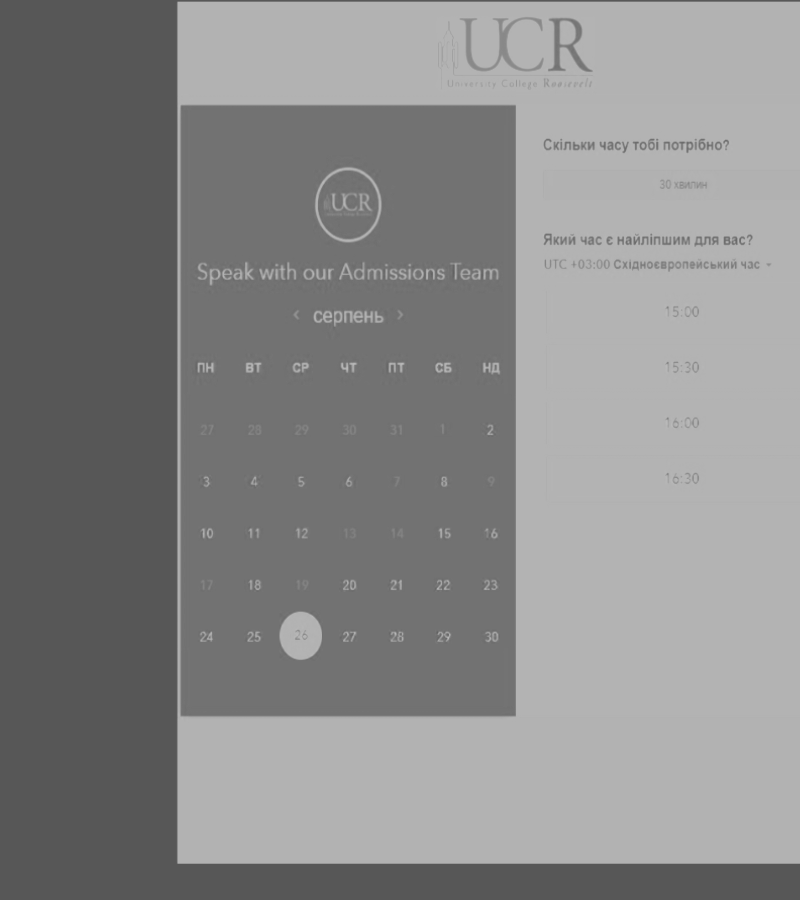 UCR
University College Roosevelt
UCR
Speak with our Admissions Team
‹ серпень ›
ПН ВТ СР ЧТ ПТ СБ НД
27 28 29 30 31 1 2
3 4 5 6 7 8 9
10 11 12 13 14 15 16
17 18 19 20 21 22 23
24 25 26 27 28 29 30
Скільки часу тобі потрібно?
30 хвилин
Який час є найліпшим для вас?
UTC +03:00 Східноєвропейський час
15:00
15:30
16:00
16:30